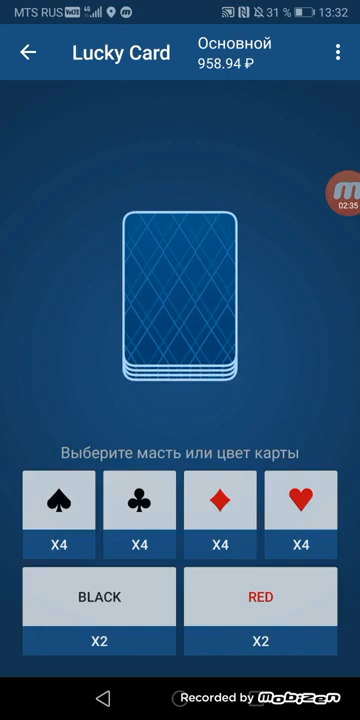 MTS RUS 31 % 13:32
Lucky Card
Основной
958.94 ₽
02:35
Выберите масть или цвет карты
X4 X4 X4 X4
BLACK RED
X2 X2
Recorded by mobizen